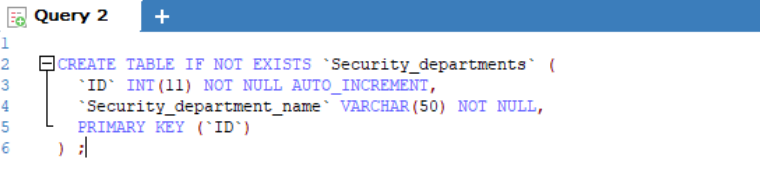 Query 2
+
1
2 CREATE TABLE IF NOT EXISTS `Security_departments` (
3 `ID` INT(11) NOT NULL AUTO_INCREMENT,
4 `Security_department_name` VARCHAR(50) NOT NULL,
5 PRIMARY KEY (`ID`)
6 ) ;